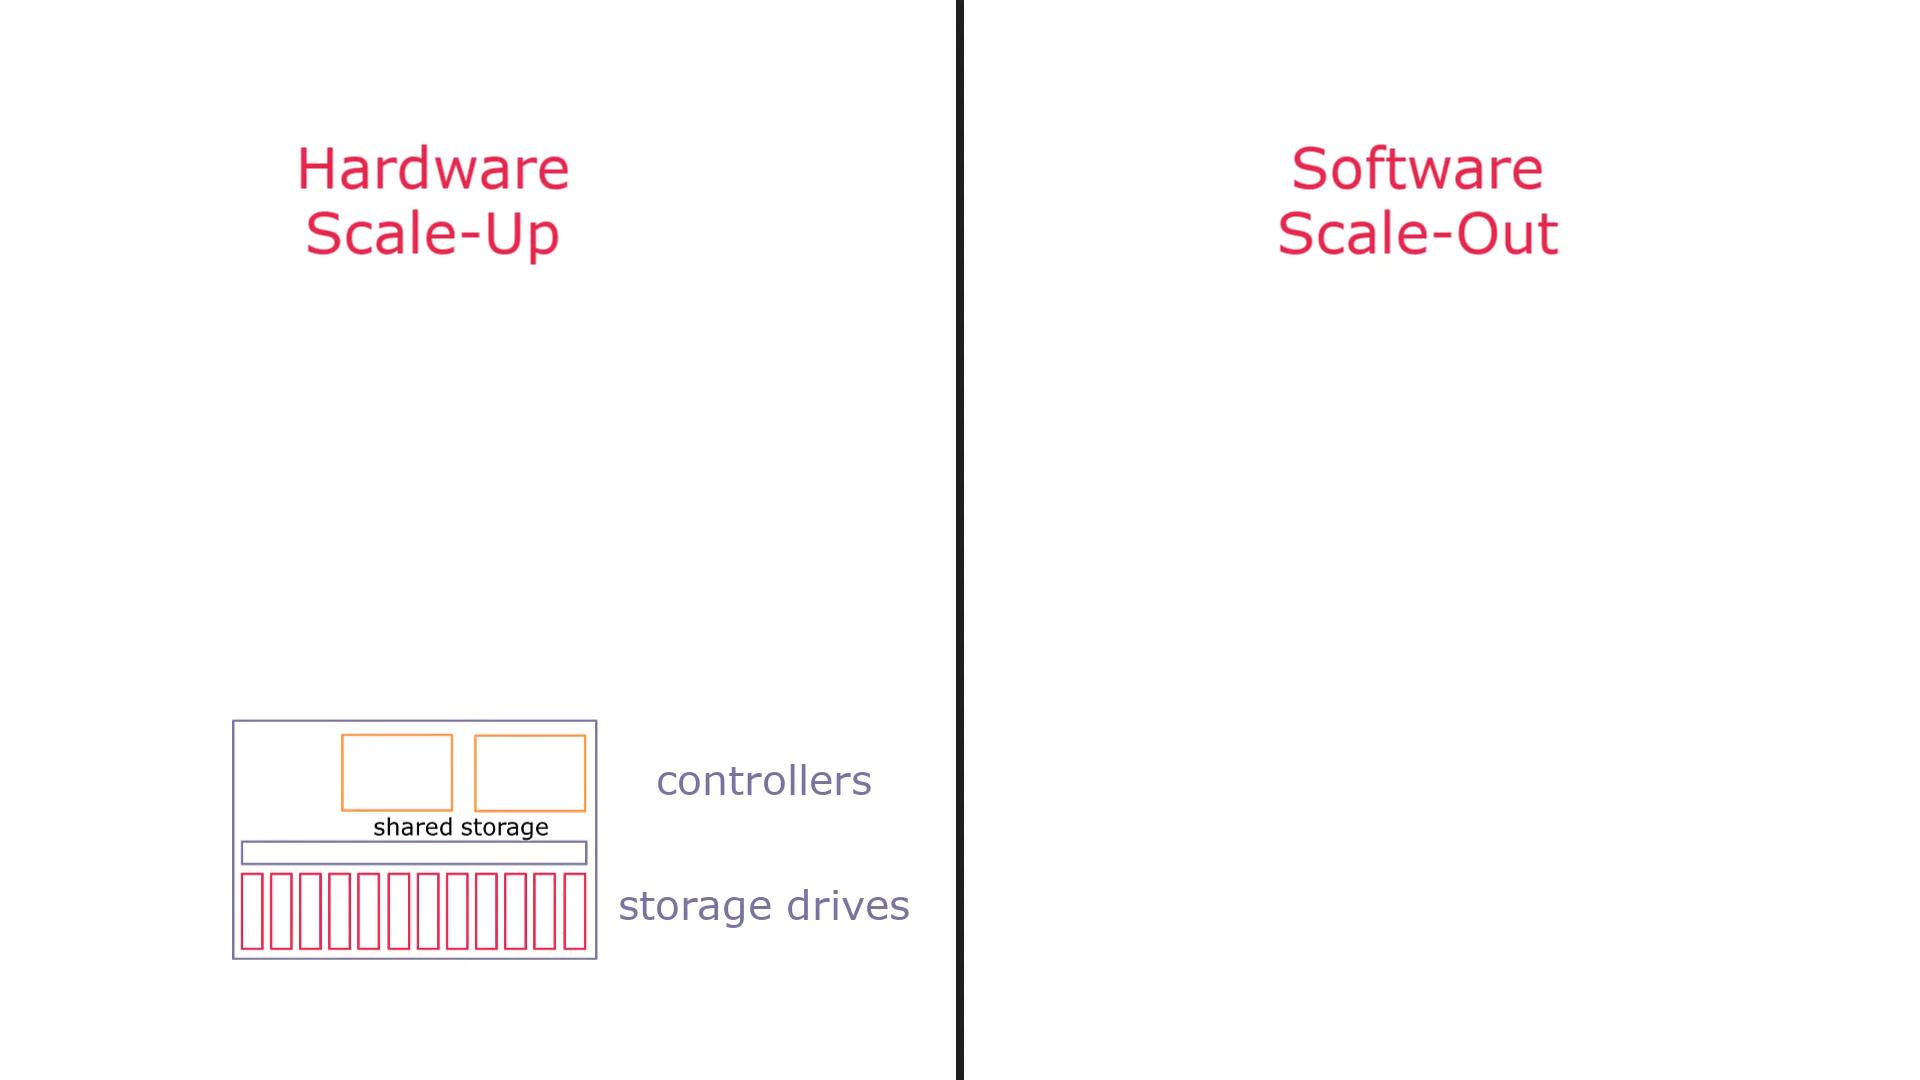 Hardware
Scale-Up
Software
Scale-Out
controllers
shared storage
storage drives